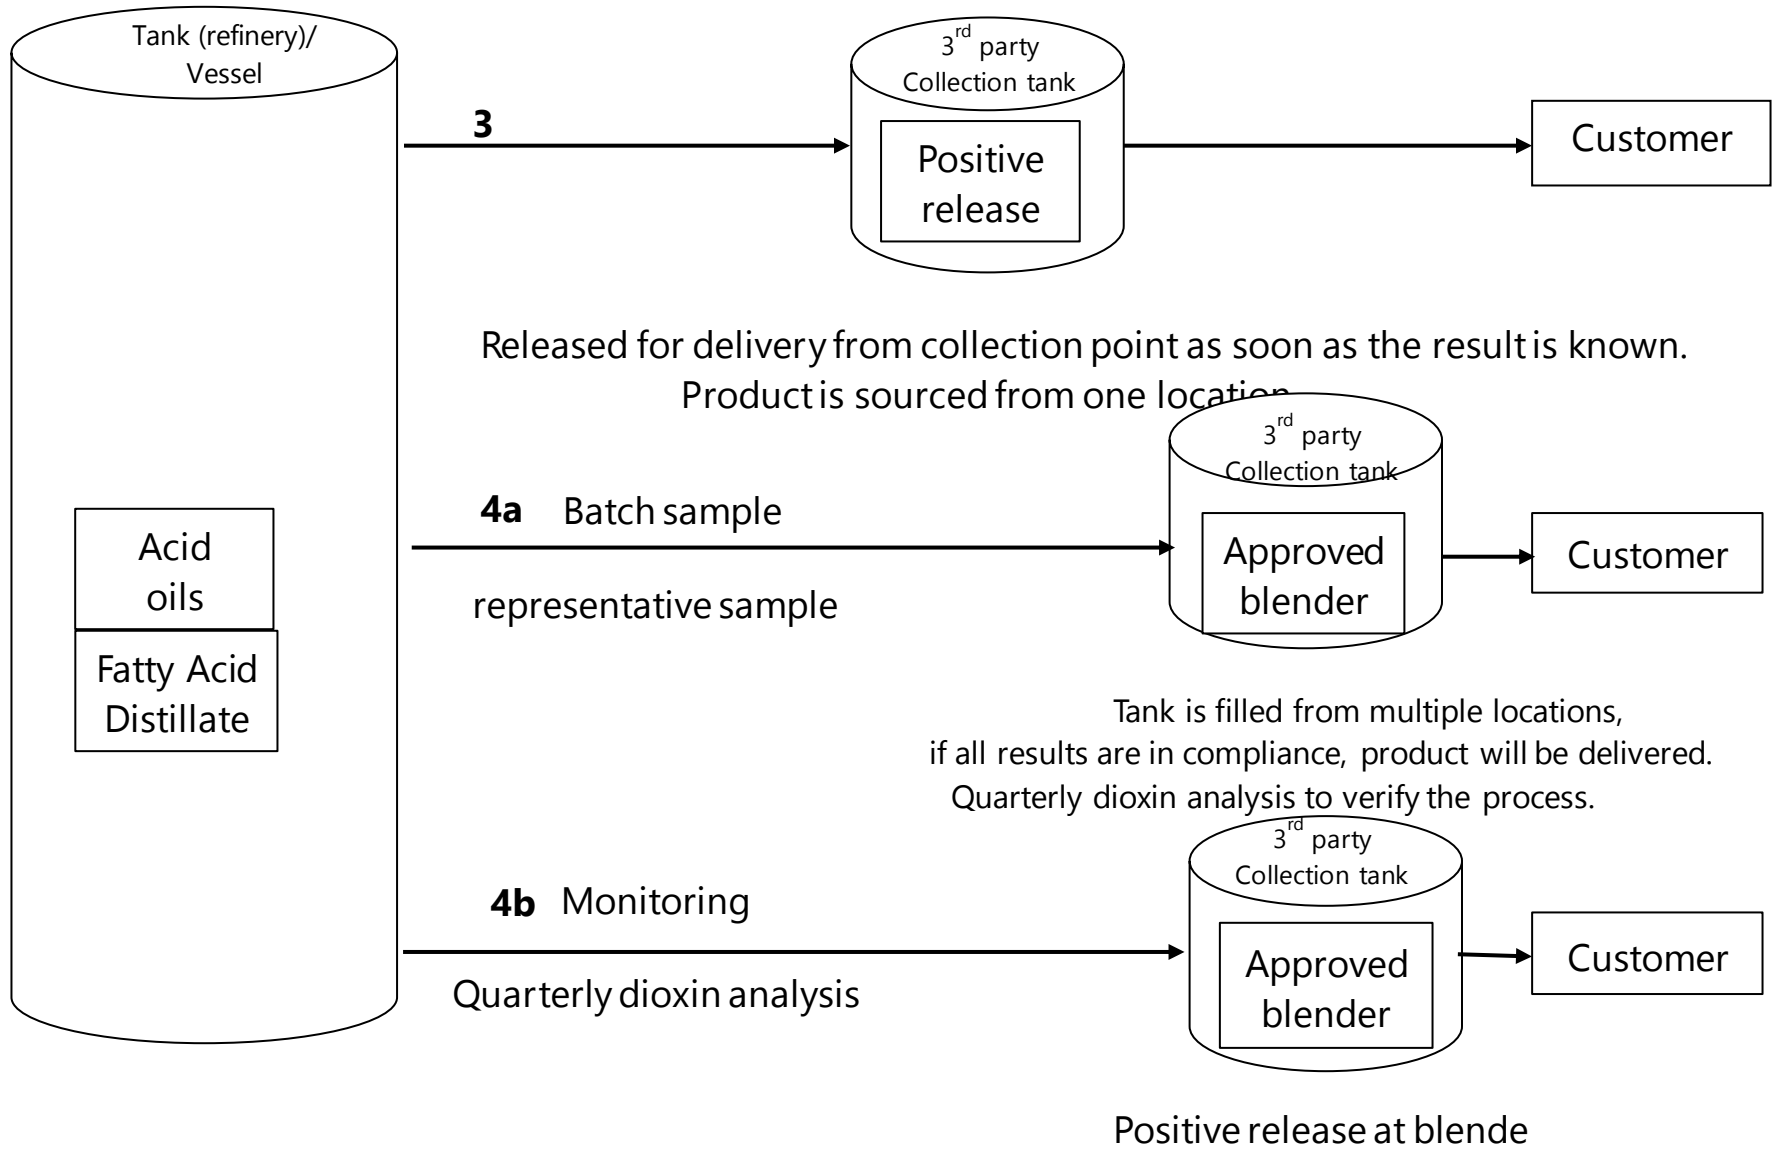 Tank (refinery)/
Vessel
3rd party
Collection tank
3
Positive
release
Customer
Released for delivery from collection point as soon as the result is known.
Product is sourced from one location
3rd party
Collection tank
4a Batch sample
Approved
blender
Customer
representative sample
Acid
oils
Fatty Acid
Distillate
Tank is filled from multiple locations,
if all results are in compliance, product will be delivered.
Quarterly dioxin analysis to verify the process.
3rd party
Collection tank
4b Monitoring
Approved
blender
Customer
Quarterly dioxin analysis
Positive release at blende